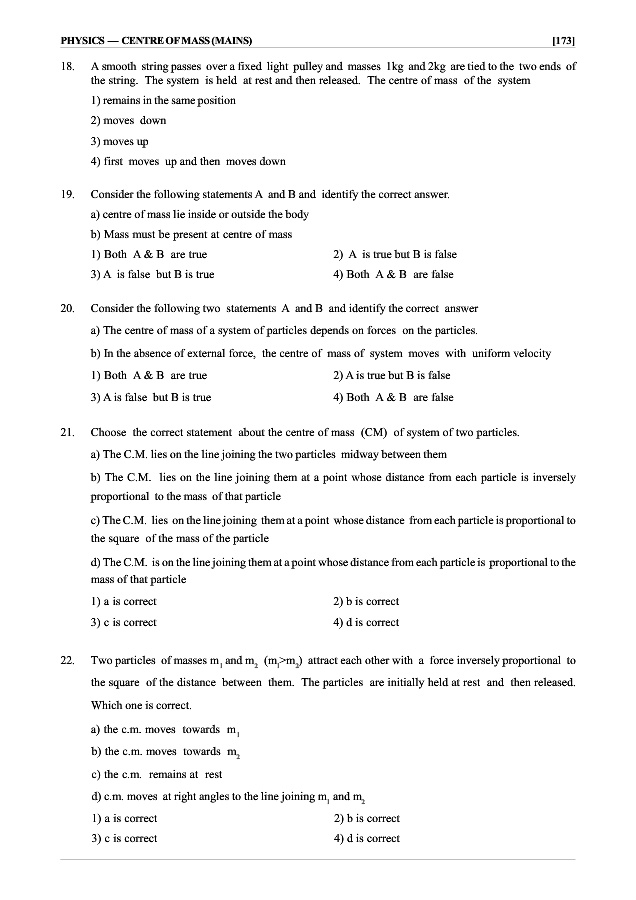 PHYSICS — CENTRE OF MASS (MAINS) [173]
18. A smooth string passes over a fixed light pulley and masses 1kg and 2kg are tied to the two ends of
the string. The system is held at rest and then released. The centre of mass of the system
1) remains in the same position
2) moves down
3) moves up
4) first moves up and then moves down
19. Consider the following statements A and B and identify the correct answer.
a) centre of mass lie inside or outside the body
b) Mass must be present at centre of mass
1) Both A & B are true 2) A is true but B is false
3) A is false but B is true 4) Both A & B are false
20. Consider the following two statements A and B and identify the correct answer
a) The centre of mass of a system of particles depends on forces on the particles.
b) In the absence of external force, the centre of mass of system moves with uniform velocity
1) Both A & B are true 2) A is true but B is false
3) A is false but B is true 4) Both A & B are false
21. Choose the correct statement about the centre of mass (CM) of system of two particles.
a) The C.M. lies on the line joining the two particles midway between them
b) The C.M. lies on the line joining them at a point whose distance from each particle is inversely
proportional to the mass of that particle
c) The C.M. lies on the line joining them at a point whose distance from each particle is proportional to
the square of the mass of the particle
d) The C.M. is on the line joining them at a point whose distance from each particle is proportional to the
mass of that particle
1) a is correct 2) b is correct
3) c is correct 4) d is correct
22. Two particles of masses m₁ and m₂ (m₁>m₂) attract each other with a force inversely proportional to
the square of the distance between them. The particles are initially held at rest and then released.
Which one is correct.
a) the c.m. moves towards m₁
b) the c.m. moves towards m₂
c) the c.m. remains at rest
d) c.m. moves at right angles to the line joining m₁ and m₂
1) a is correct 2) b is correct
3) c is correct 4) d is correct